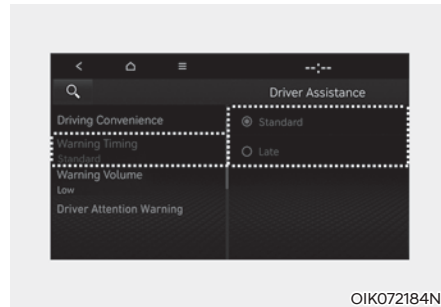 --:--
Driver Assistance
Driving Convenience
Warning Timing
Standard
Warning Volume
Low
Driver Attention Warning
Standard
Late
OIK072184N